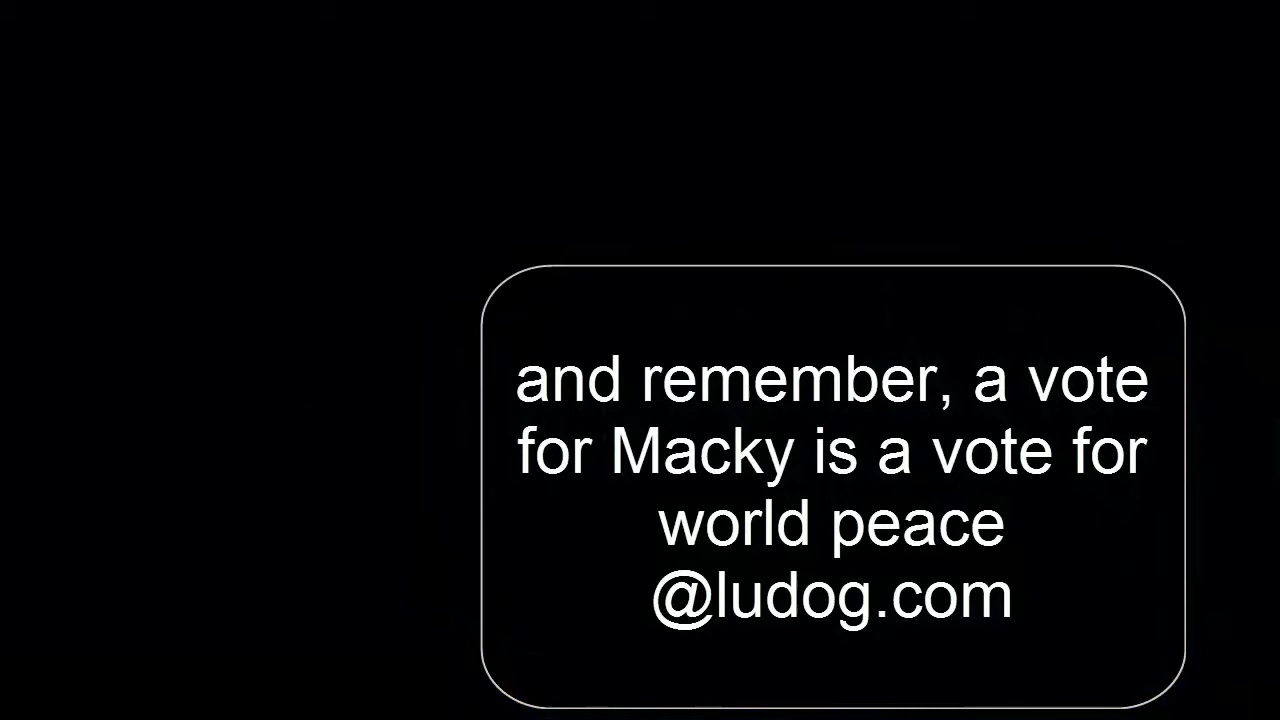 and remember, a vote
for Macky is a vote for
world peace
@ludog.com